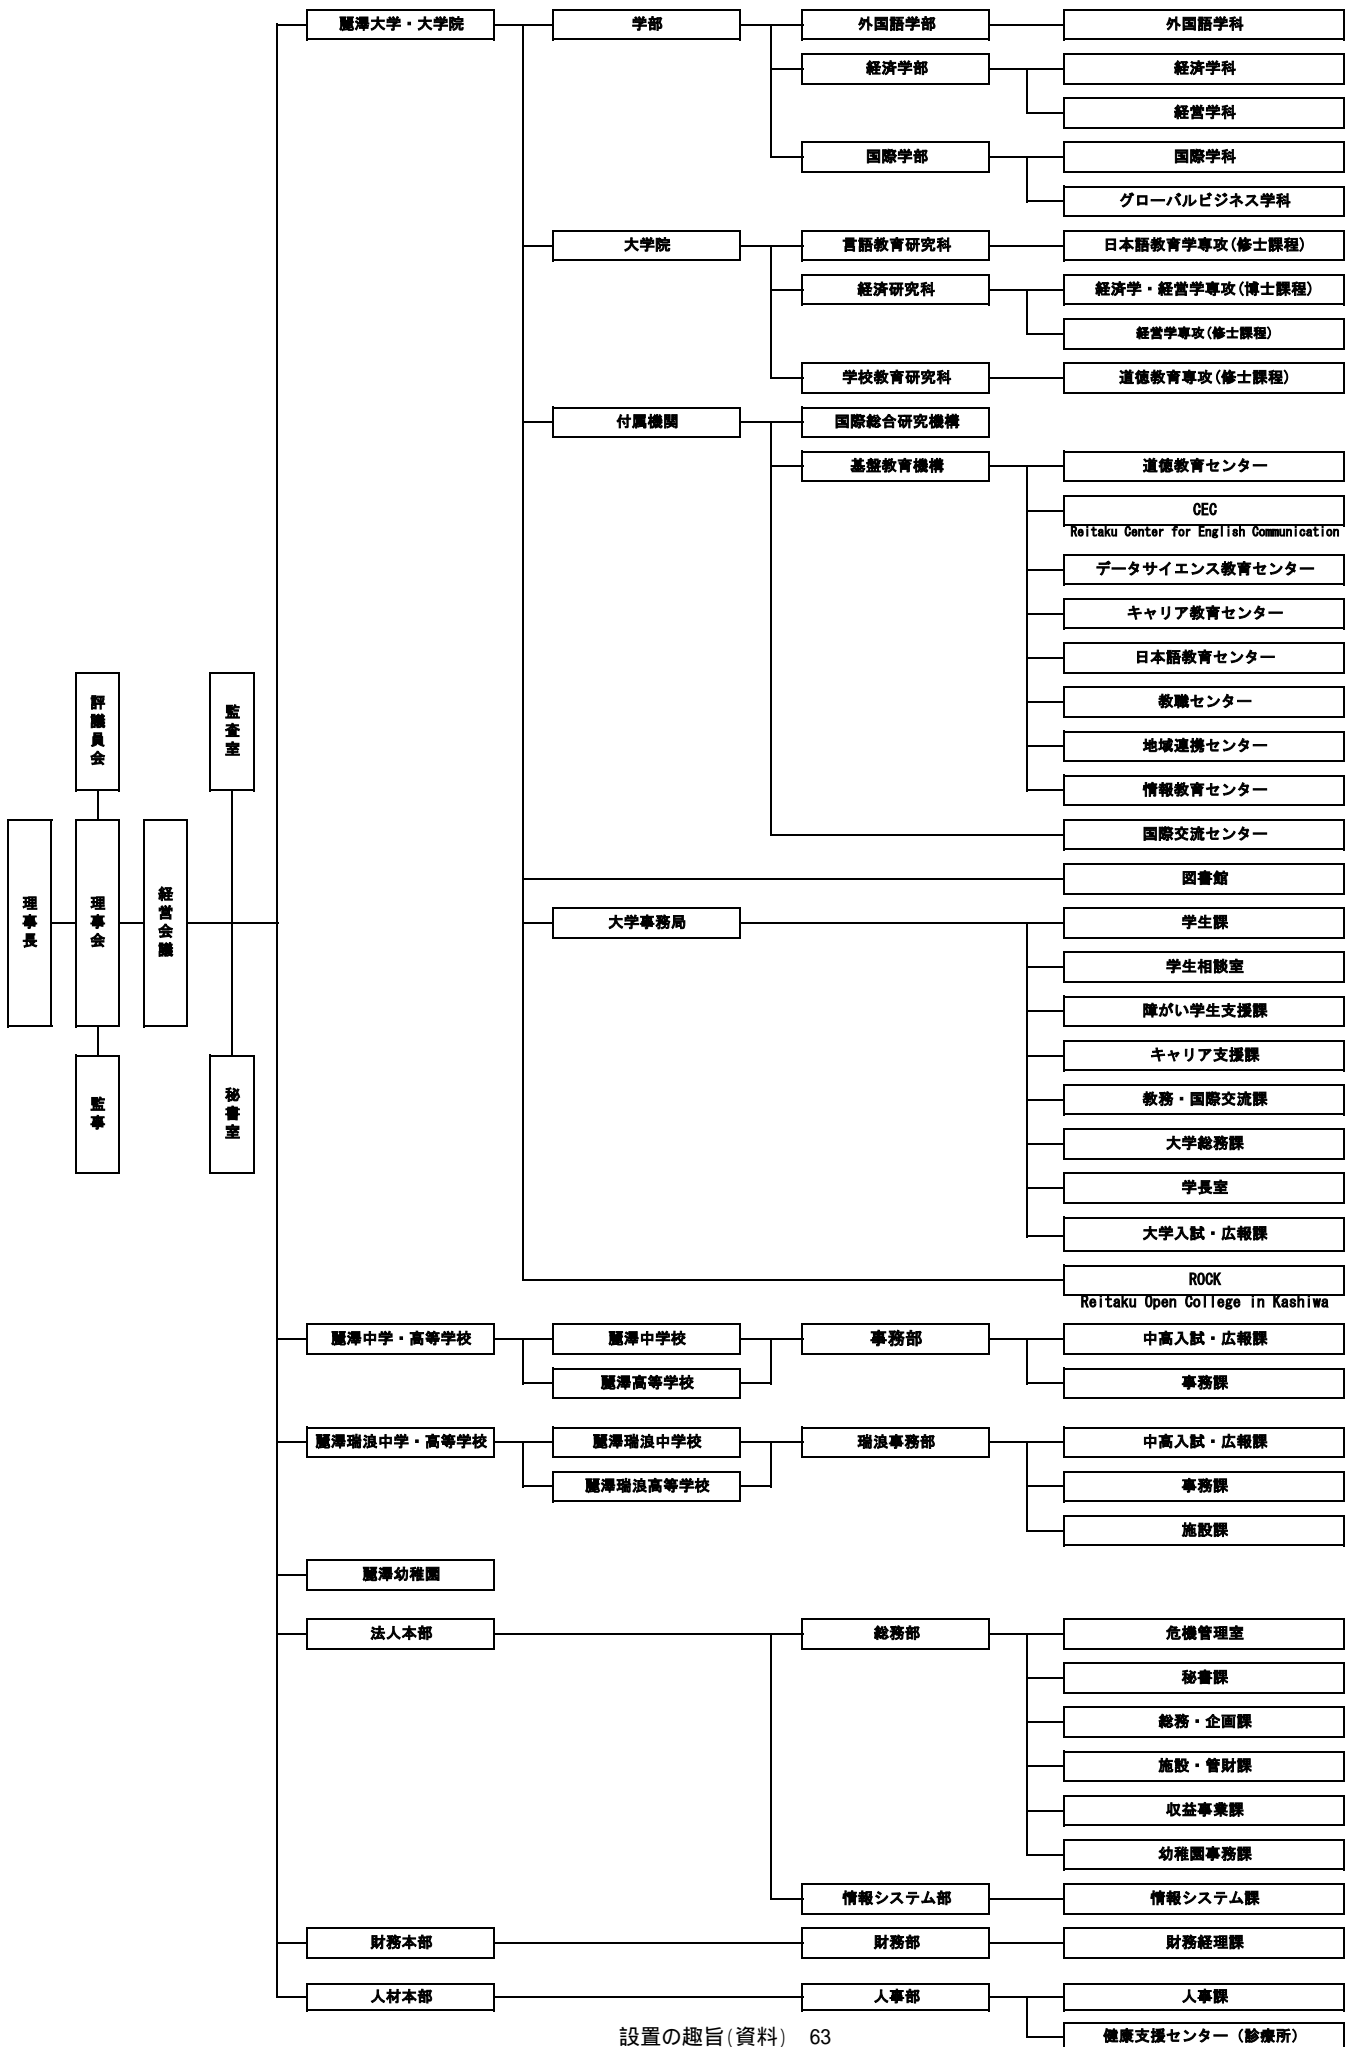 麗澤大学・大学院
学部
外国語学部
外国語学科
経済学部
経済学科
経営学科
国際学部
国際学科
グローバルビジネス学科
大学院
言語教育研究科
日本語教育学専攻(修士課程)
経済研究科
経済学・経営学専攻(博士課程)
経営学専攻(修士課程)
学校教育研究科
道徳教育専攻(修士課程)
付属機関
国際総合研究機構
基盤教育機構
道徳教育センター
CEC
Reitaku Center for English Communication
データサイエンス教育センター
キャリア教育センター
日本語教育センター
教職センター
地域連携センター
情報教育センター
国際交流センター
図書館
評議員会
監査室
理事長
理事会
経営会議
監事
秘書室
大学事務局
学生課
学生相談室
障がい学生支援課
キャリア支援課
教務・国際交流課
大学総務課
学長室
大学入試・広報課
ROCK
Reitaku Open College in Kashiwa
麗澤中学・高等学校
麗澤中学校
事務部
中高入試・広報課
麗澤高等学校
事務課
麗澤瑞浪中学・高等学校
麗澤瑞浪中学校
瑞浪事務部
中高入試・広報課
麗澤瑞浪高等学校
事務課
施設課
麗澤幼稚園
法人本部
総務部
危機管理室
秘書課
総務・企画課
施設・管財課
収益事業課
幼稚園事務課
情報システム部
情報システム課
財務本部
財務部
財務経理課
人材本部
人事部
人事課
健康支援センター（診療所）
設置の趣旨(資料) 63